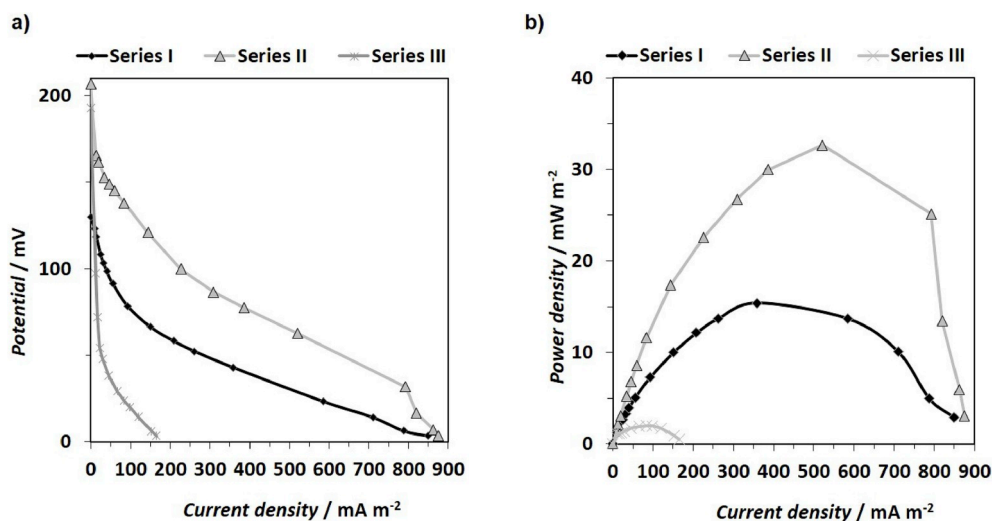 a)
Series I Series II Series III
200
100
0
Potential / mV
0 100 200 300 400 500 600 700 800 900
Current density / mA m⁻²
b)
Series I Series II Series III
40
30
20
10
0
Power density / mW m⁻²
0 100 200 300 400 500 600 700 800 900
Current density / mA m⁻²